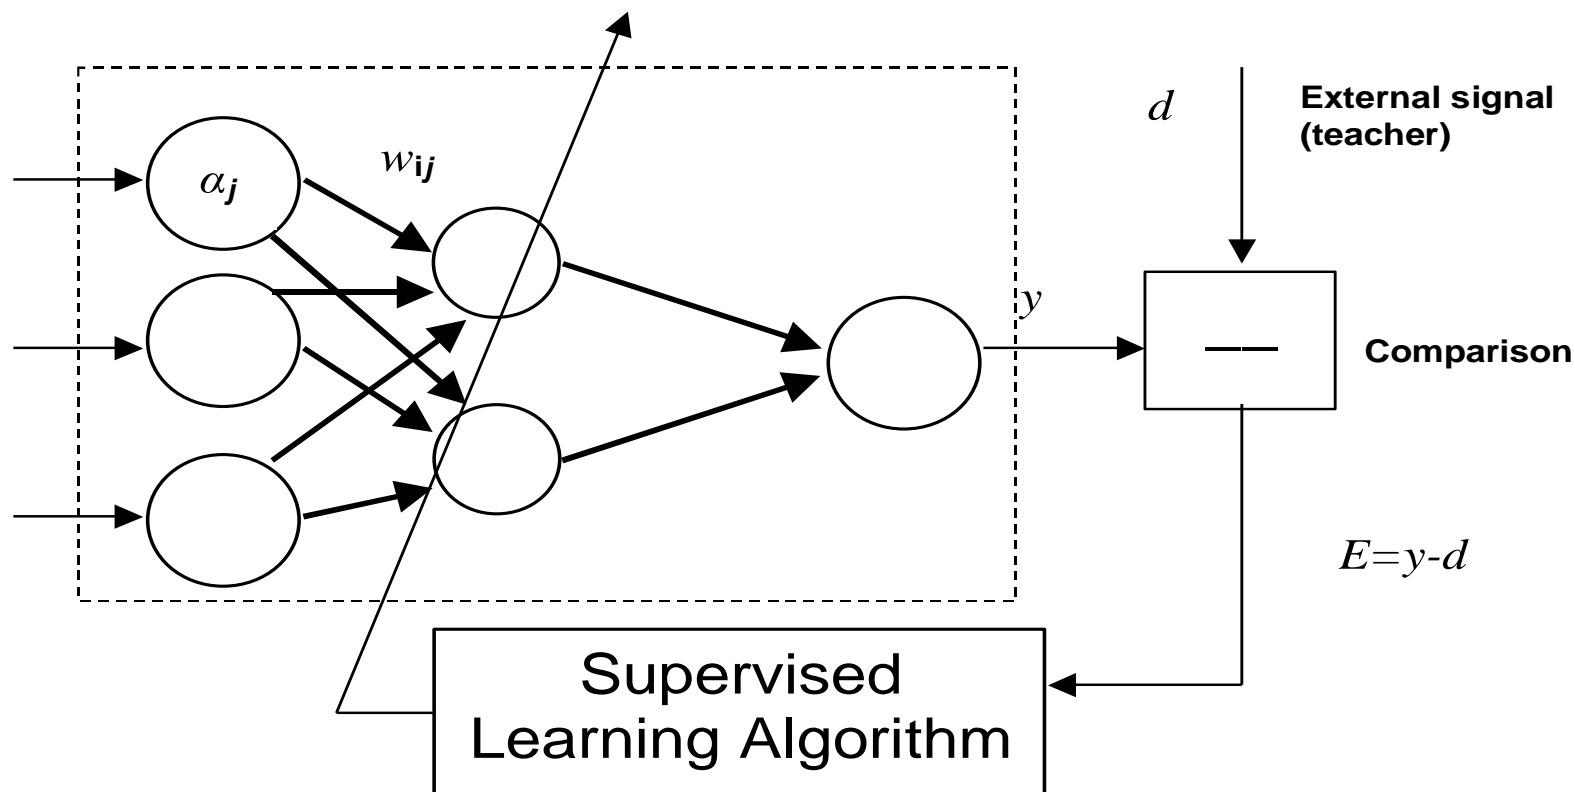 d
External signal
(teacher)
wij
αj
y
Comparison
E=y-d
Supervised
Learning Algorithm